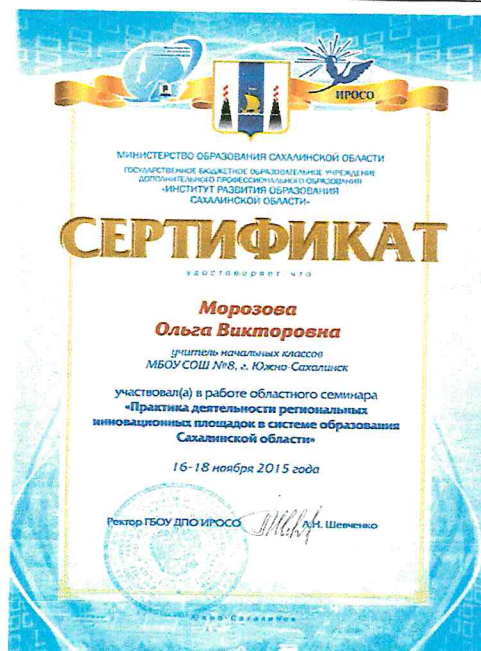 ИРОСО
МИНИСТЕРСТВО ОБРАЗОВАНИЯ САХАЛИНСКОЙ ОБЛАСТИ
ГОСУДАРСТВЕННОЕ БЮДЖЕТНОЕ ОБРАЗОВАТЕЛЬНОЕ УЧРЕЖДЕНИЕ
ДОПОЛНИТЕЛЬНОГО ПРОФЕССИОНАЛЬНОГО ОБРАЗОВАНИЯ
«ИНСТИТУТ РАЗВИТИЯ ОБРАЗОВАНИЯ
САХАЛИНСКОЙ ОБЛАСТИ»
СЕРТИФИКАТ
удостоверяет, что
Морозова
Ольга Викторовна
учитель начальных классов
МБОУ СОШ №8, г. Южно-Сахалинск
участвовал(а) в работе областного семинара
«Практика деятельности региональных
инновационных площадок в системе образования
Сахалинской области»
16-18 ноября 2015 года
Ректор ГБОУ ДПО ИРОСО А.Н. Шевченко
Южно-Сахалинск